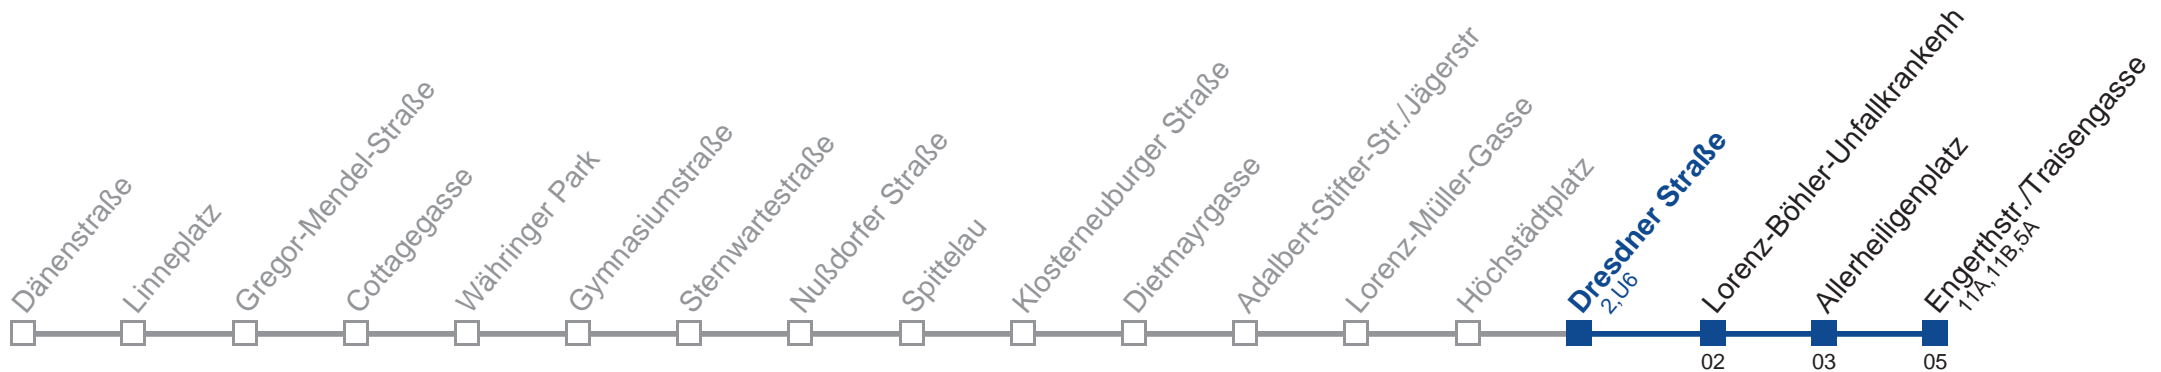 Dänenstraße
Linneplatz
Gregor-Mendel-Straße
Cottagegasse
Währinger Park
Gymnasiumstraße
Sternwartestraße
Nußdorfer Straße
Spittelau
Klosterneuburger Straße
Dietmayrgasse
Adalbert-Stifter-Str./Jägerstr
Lorenz-Müller-Gasse
Höchstädtplatz
Dresdner Straße
2,U6
Lorenz-Böhler-Unfallkrankenh
Allerheiligenplatz
Engerthstr./Traisengasse
11A,11B,5A
02
03
05